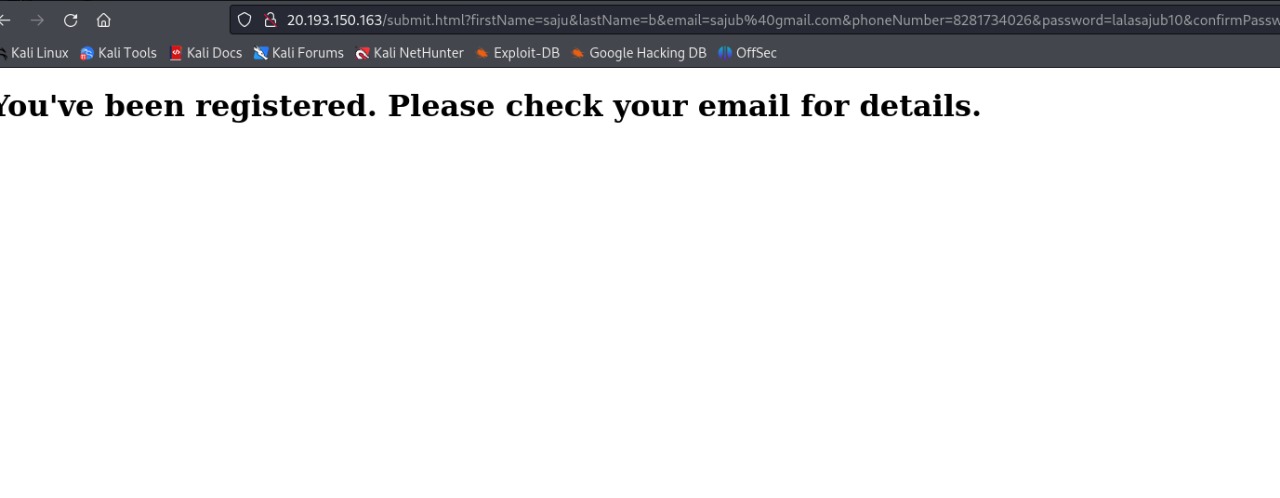 20.193.150.163/submit.html?firstName=saju&lastName=b&email=sajub%40gmail.com&phoneNumber=8281734026&password=lalasajub10&confirmPassw
Kali Linux Kali Tools Kali Docs Kali Forums Kali NetHunter Exploit-DB Google Hacking DB OffSec
You've been registered. Please check your email for details.